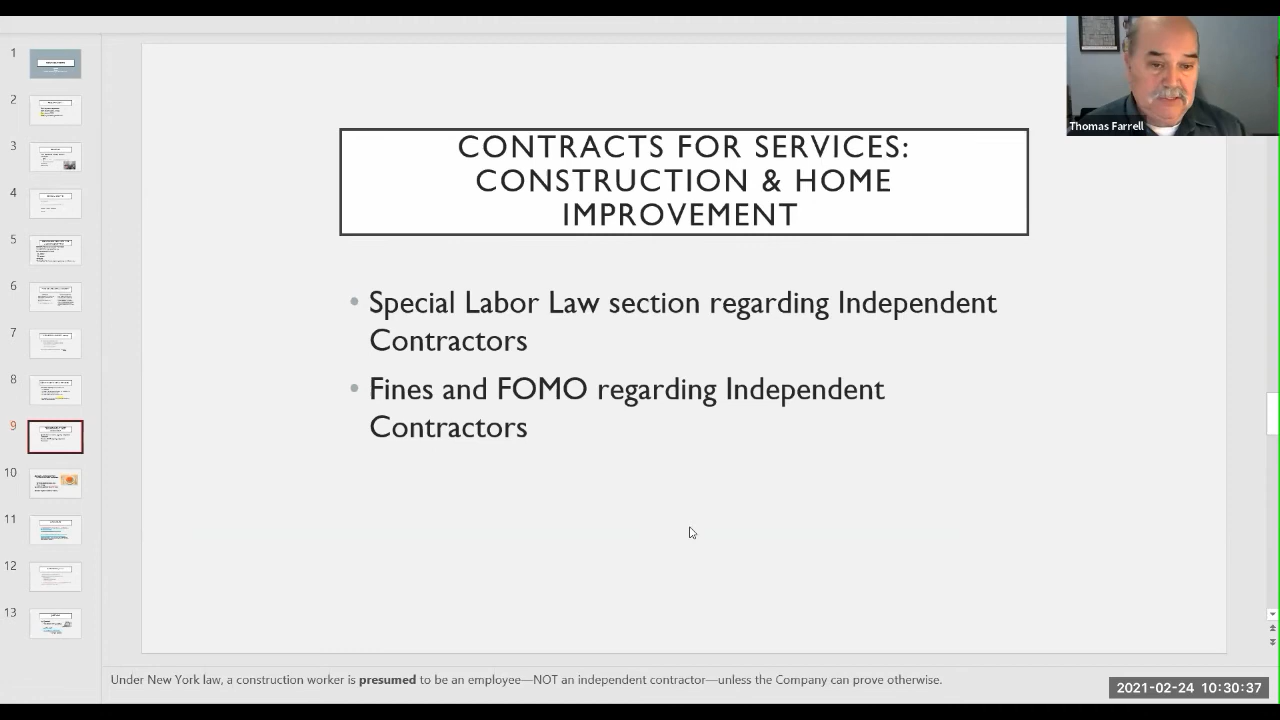 1
2
3
4
5
6
7
8
9
10
11
12
13
Thomas Farrell
CONTRACTS FOR SERVICES:
CONSTRUCTION & HOME
IMPROVEMENT
• Special Labor Law section regarding Independent
Contractors
• Fines and FOMO regarding Independent
Contractors
Under New York law, a construction worker is presumed to be an employee—NOT an independent contractor—unless the Company can prove otherwise.
2021-02-24 10:30:37